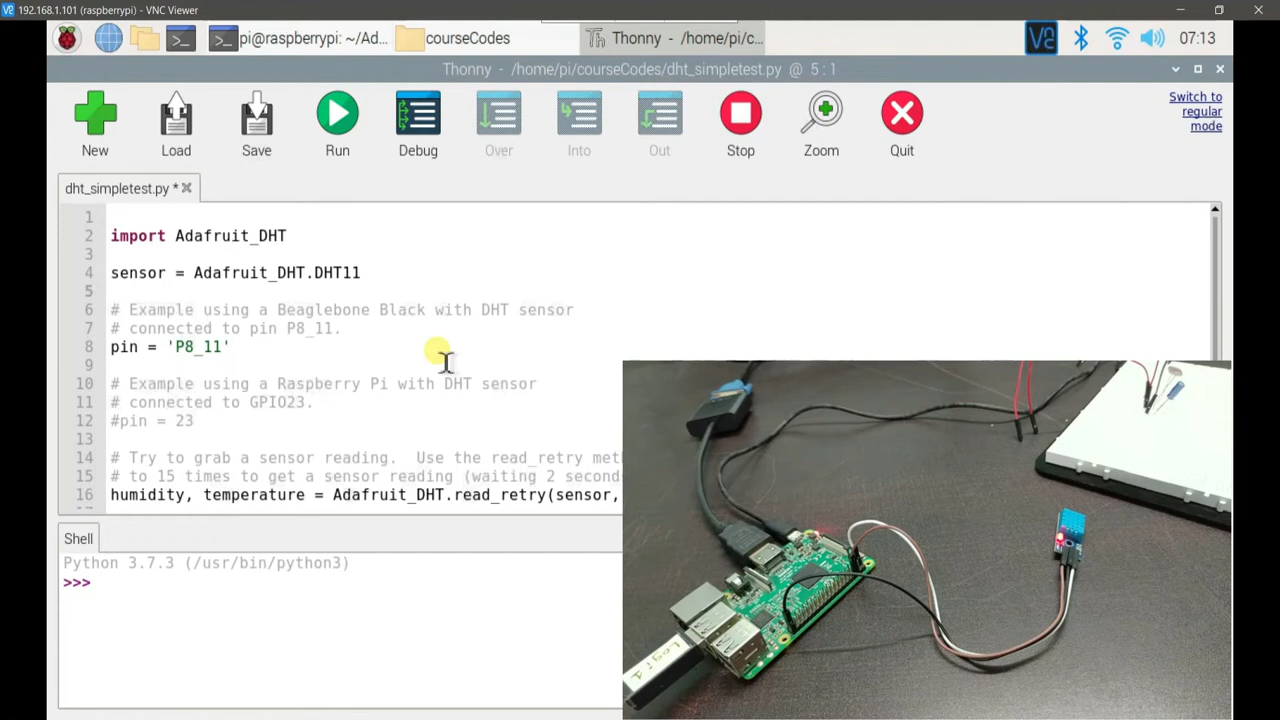 192.168.1.101 (raspberrypi) - VNC Viewer
pi@raspberrypi: ~/Ad...
courseCodes
Thonny - /home/pi/c...
07:13
Thonny - /home/pi/courseCodes/dht_simpletest.py @ 5 : 1
New
Load
Save
Run
Debug
Over
Into
Out
Stop
Zoom
Quit
Switch to
regular
mode
dht_simpletest.py *
1
2 import Adafruit_DHT
3
4 sensor = Adafruit_DHT.DHT11
5
6 # Example using a Beaglebone Black with DHT sensor
7 # connected to pin P8_11.
8 pin = 'P8_11'
9
10 # Example using a Raspberry Pi with DHT sensor
11 # connected to GPIO23.
12 #pin = 23
13
14 # Try to grab a sensor reading.  Use the read_retry met
15 # to 15 times to get a sensor reading (waiting 2 second
16 humidity, temperature = Adafruit_DHT.read_retry(sensor,
Shell
Python 3.7.3 (/usr/bin/python3)
>>>